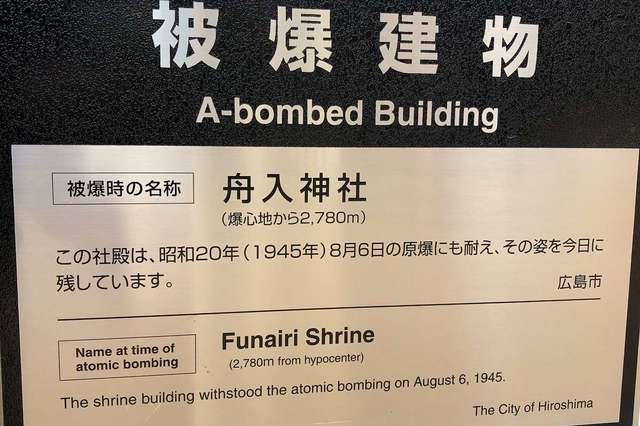 被爆建物
A-bombed Building
被爆時の名称 舟入神社
（爆心地から2,780m）
この社殿は、昭和20年（1945年）8月6日の原爆にも耐え、その姿を今日に
残しています。
広島市
Name at time of
atomic bombing
Funairi Shrine
(2,780m from hypocenter)
The shrine building withstood the atomic bombing on August 6, 1945.
The City of Hiroshima